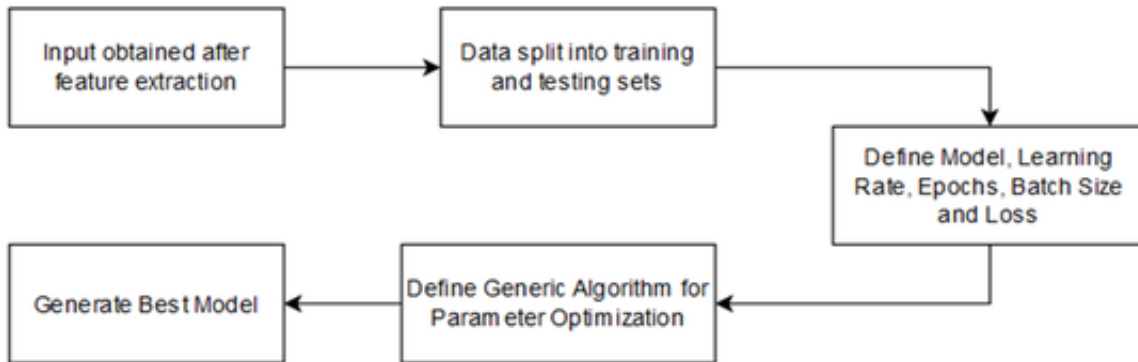 Input obtained after
feature extraction
Data split into training
and testing sets
Define Model, Learning
Rate, Epochs, Batch Size
and Loss
Define Generic Algorithm for
Parameter Optimization
Generate Best Model